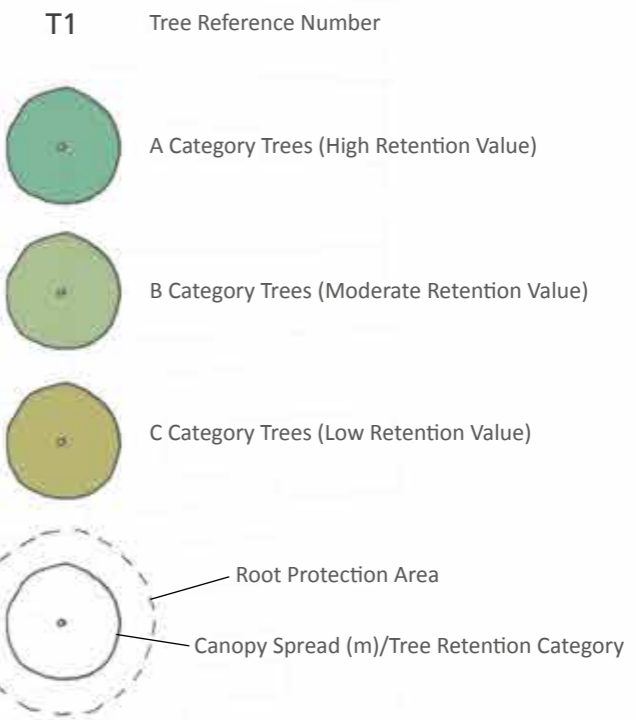 T1 Tree Reference Number
A Category Trees (High Retention Value)
B Category Trees (Moderate Retention Value)
C Category Trees (Low Retention Value)
Root Protection Area
Canopy Spread (m)/Tree Retention Category